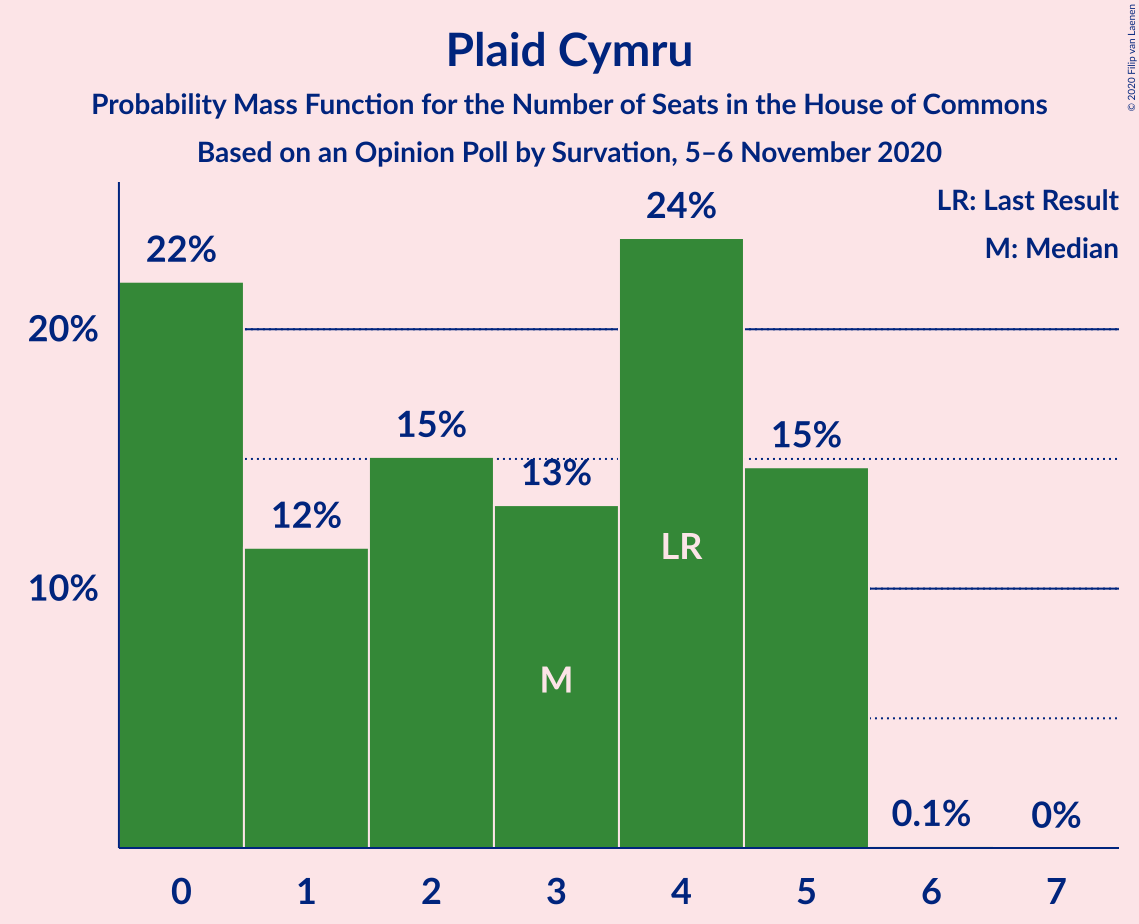 Plaid Cymru
Probability Mass Function for the Number of Seats in the House of Commons
Based on an Opinion Poll by Survation, 5–6 November 2020
© 2020 Filip van Laenen
LR: Last Result
M: Median
24%
22%
20%
15%
15%
13%
12%
LR
10%
M
0.1%
0%
0 1 2 3 4 5 6 7